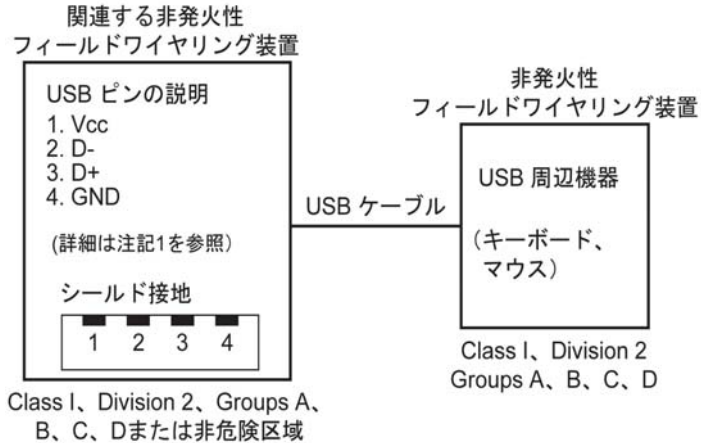 関連する非発火性
フィールドワイヤリング装置
USB ピンの説明
1. Vcc
2. D-
3. D+
4. GND
(詳細は注記1を参照)
シールド接地
1 2 3 4
Class I、Division 2、Groups A、
B、C、Dまたは非危険区域
USB ケーブル
非発火性
フィールドワイヤリング装置
USB 周辺機器
(キーボード、
マウス)
Class I、Division 2
Groups A、B、C、D